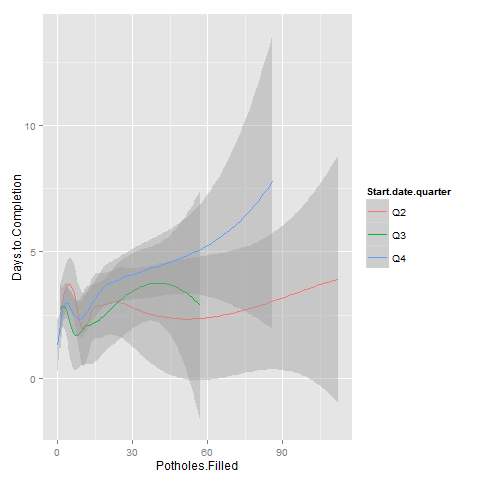 10
5
0
0
30
60
90
Days.to.Completion
Potholes.Filled
Start.date.quarter
Q2
Q3
Q4